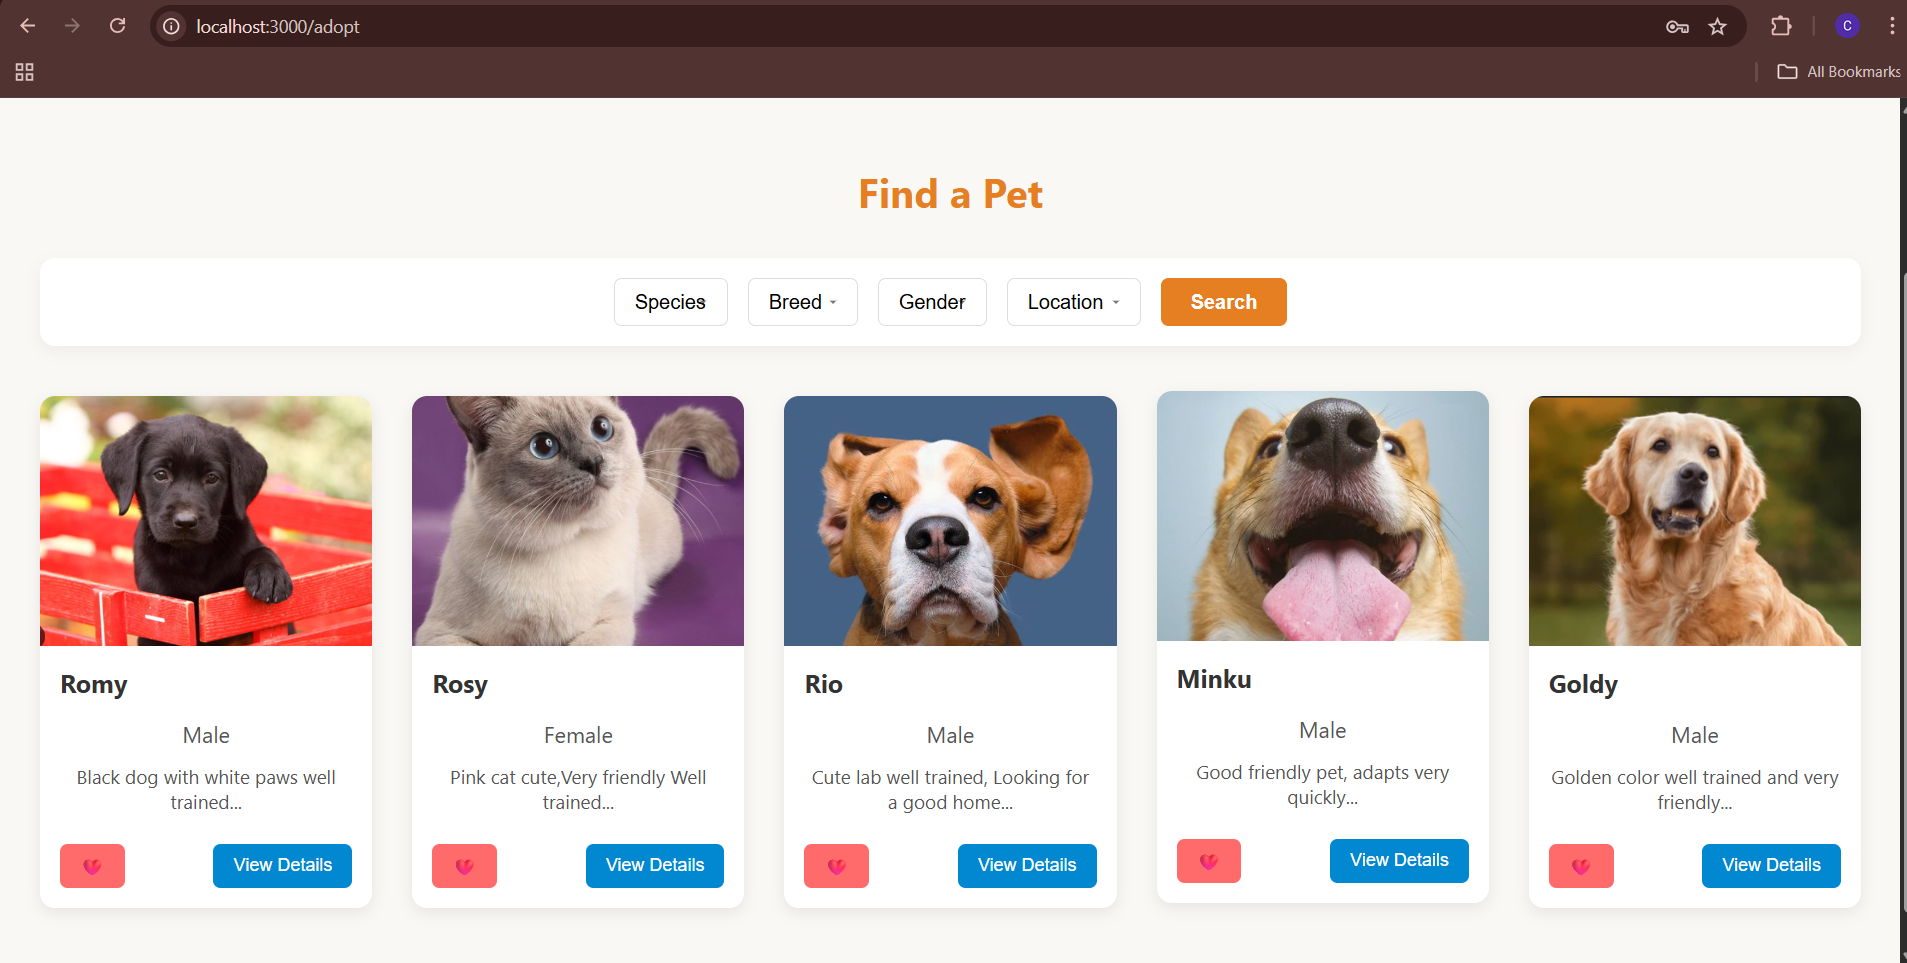 localhost:3000/adopt
C
All Bookmarks
Find a Pet
Species
Breed
Gender
Location
Search
Romy
Male
Black dog with white paws well
trained...
View Details
Rosy
Female
Pink cat cute,Very friendly Well
trained...
View Details
Rio
Male
Cute lab well trained, Looking for
a good home...
View Details
Minku
Male
Good friendly pet, adapts very
quickly...
View Details
Goldy
Male
Golden color well trained and very
friendly...
View Details